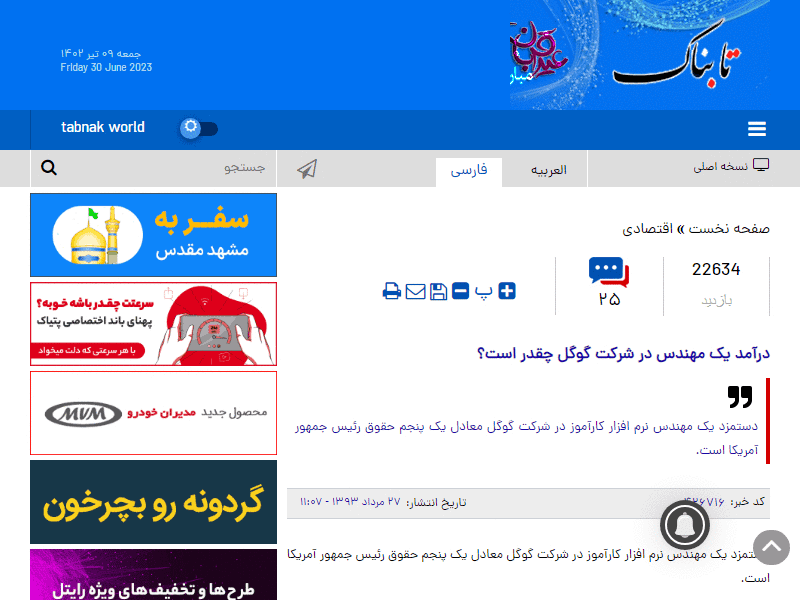 تابناک
عید قربان
مبار
جمعه ۰۹ تیر ۱۴۰۲
Friday 30 June 2023
tabnak world
نسخه اصلی
العربیه
فارسی
جستجو
صفحه نخست » اقتصادی
22634
بازدید
۲۵
پ
درآمد یک مهندس در شرکت گوگل چقدر است؟
دستمزد یک مهندس نرم افزار کارآموز در شرکت گوگل معادل یک پنجم حقوق رئیس جمهور
آمریکا است.
کد خبر: ۴۲۶۷۱۶
تاریخ انتشار: ۲۷ مرداد ۱۳۹۳ - ۱۱:۰۷
دستمزد یک مهندس نرم افزار کارآموز در شرکت گوگل معادل یک پنجم حقوق رئیس جمهور آمریکا
است.
سفر به
مشهد مقدس
سرعتت چقدر باشه خوبه؟
پهنای باند اختصاصی پتیاک
با هر سرعتی که دلت میخواد
محصول جدید مدیران خودرو
MVM
گردونه رو بچرخون
طرح‌ها و تخفیف‌های ویژه رایتل